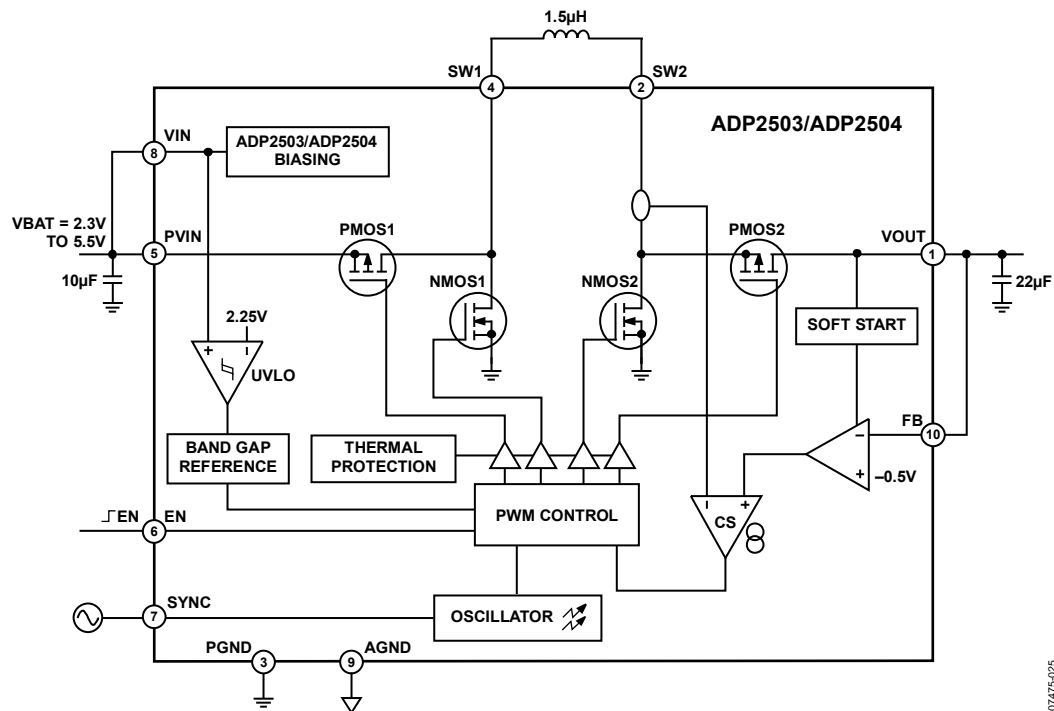 1.5µH
SW1
4
2
SW2
ADP2503/ADP2504
VIN
8
ADP2503/ADP2504
BIASING
VBAT = 2.3V
TO 5.5V
PVIN
5
PMOS1
PMOS2
VOUT
1
10µF
22µF
NMOS1
NMOS2
SOFT START
2.25V
+
–
UVLO
FB
10
–
+
–0.5V
BAND GAP
REFERENCE
THERMAL
PROTECTION
–
+
CS
PWM CONTROL
EN
EN
6
SYNC
7
OSCILLATOR
PGND
3
AGND
9
07475-025